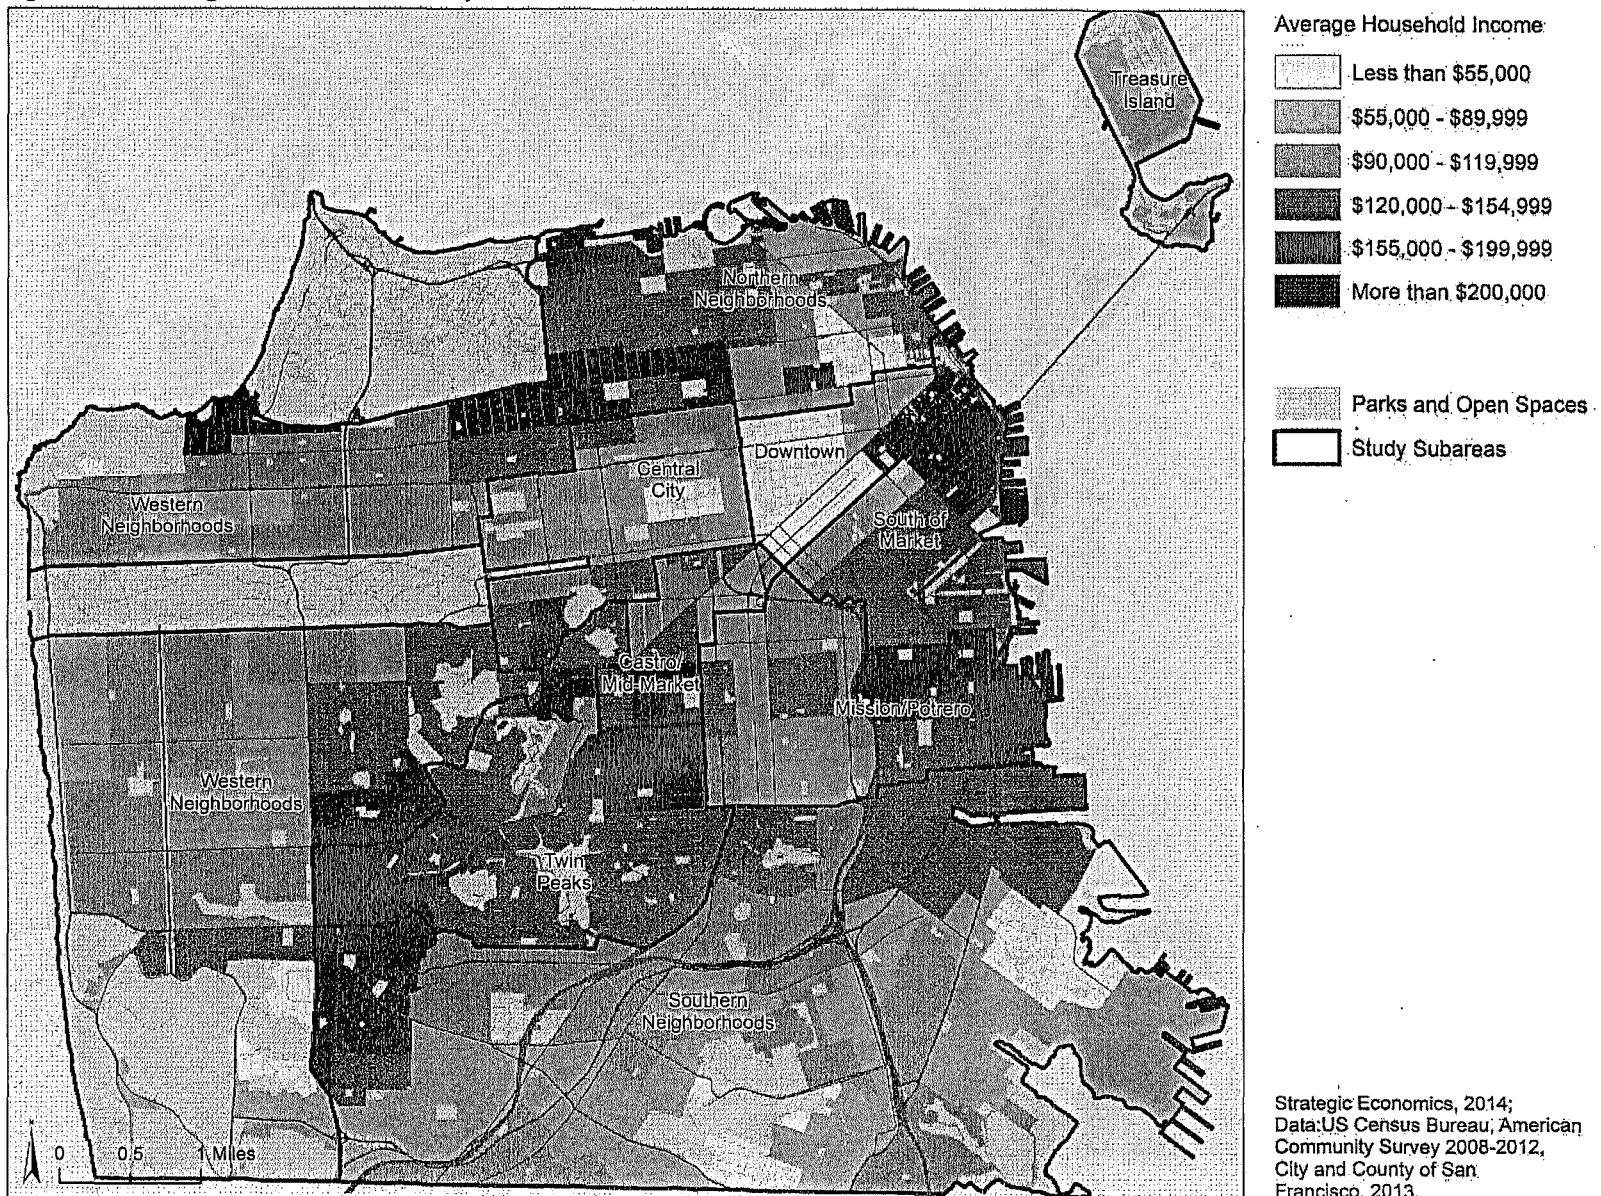 Average Household Income
Less than $55,000
$55,000 - $89,999
$90,000 - $119,999
$120,000 - $154,999
$155,000 - $199,999
More than $200,000
Parks and Open Spaces
Study Subareas
Treasure
Island
Northern
Neighborhoods
Downtown
Central
City
Western
Neighborhoods
South of
Market
Castro/
Mid-Market
Mission/Potrero
Western
Neighborhoods
Twin
Peaks
Southern
Neighborhoods
0 0.5 1 Miles
Strategic Economics, 2014;
Data:US Census Bureau, American
Community Survey 2008-2012,
City and County of San
Francisco, 2013.